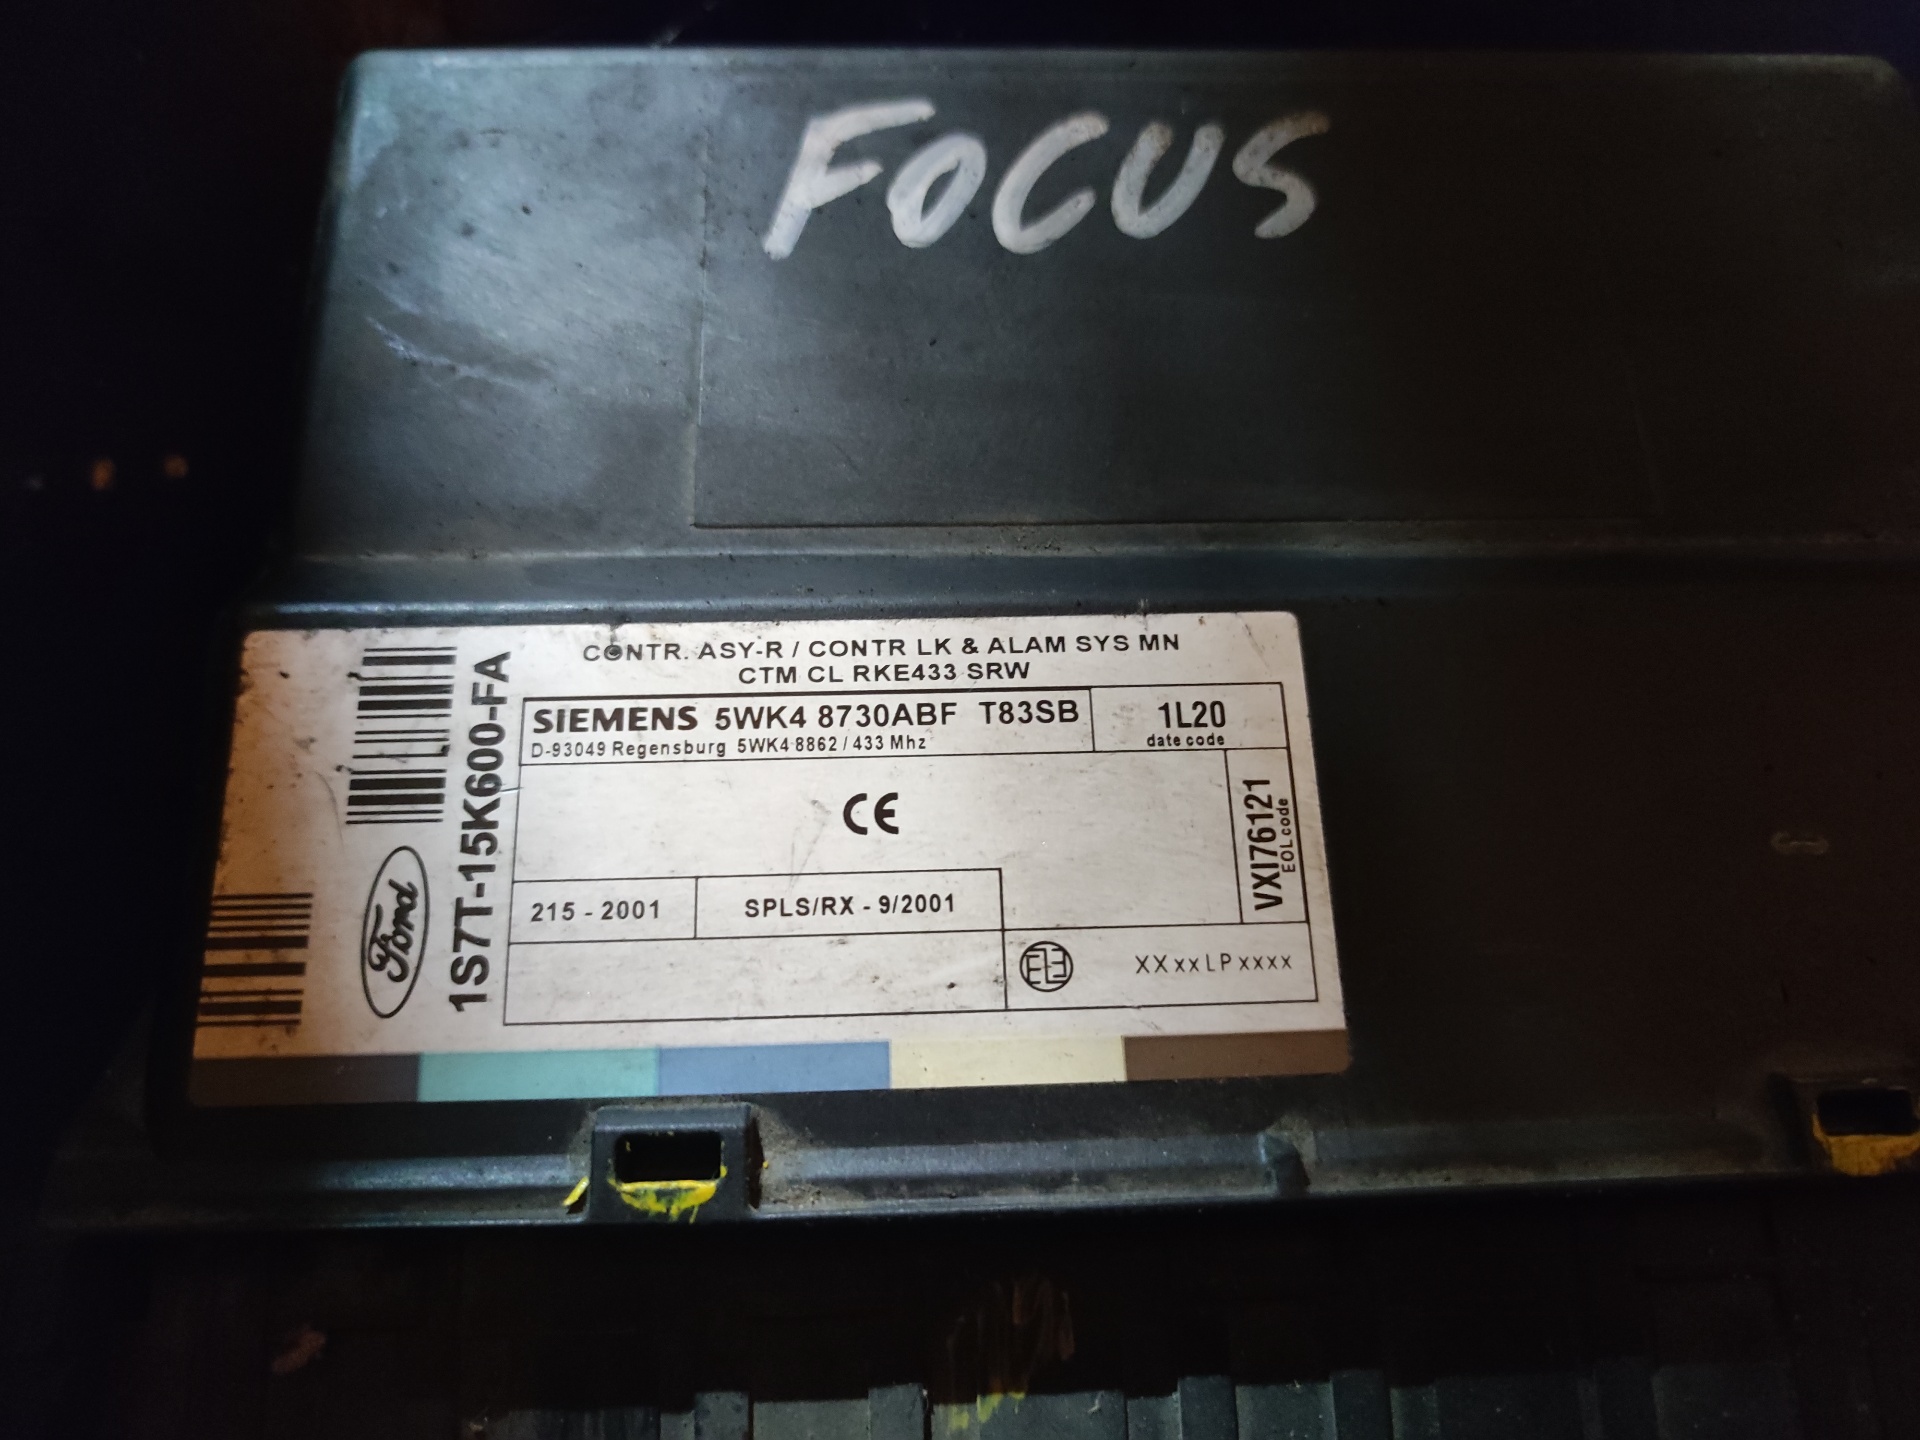 FOCUS
CONTR. ASY-R / CONTR LK & ALAM SYS MN
CTM CL RKE433 SRW
1S7T-15K600-FA
Ford
SIEMENS 5WK4 8730ABF T83SB
D-93049 Regensburg 5WK4 8862 / 433 Mhz
1L20
date code
CE
VXI76121
EOL code
215 - 2001
SPLS/RX - 9/2001
XXxxLPxxxx